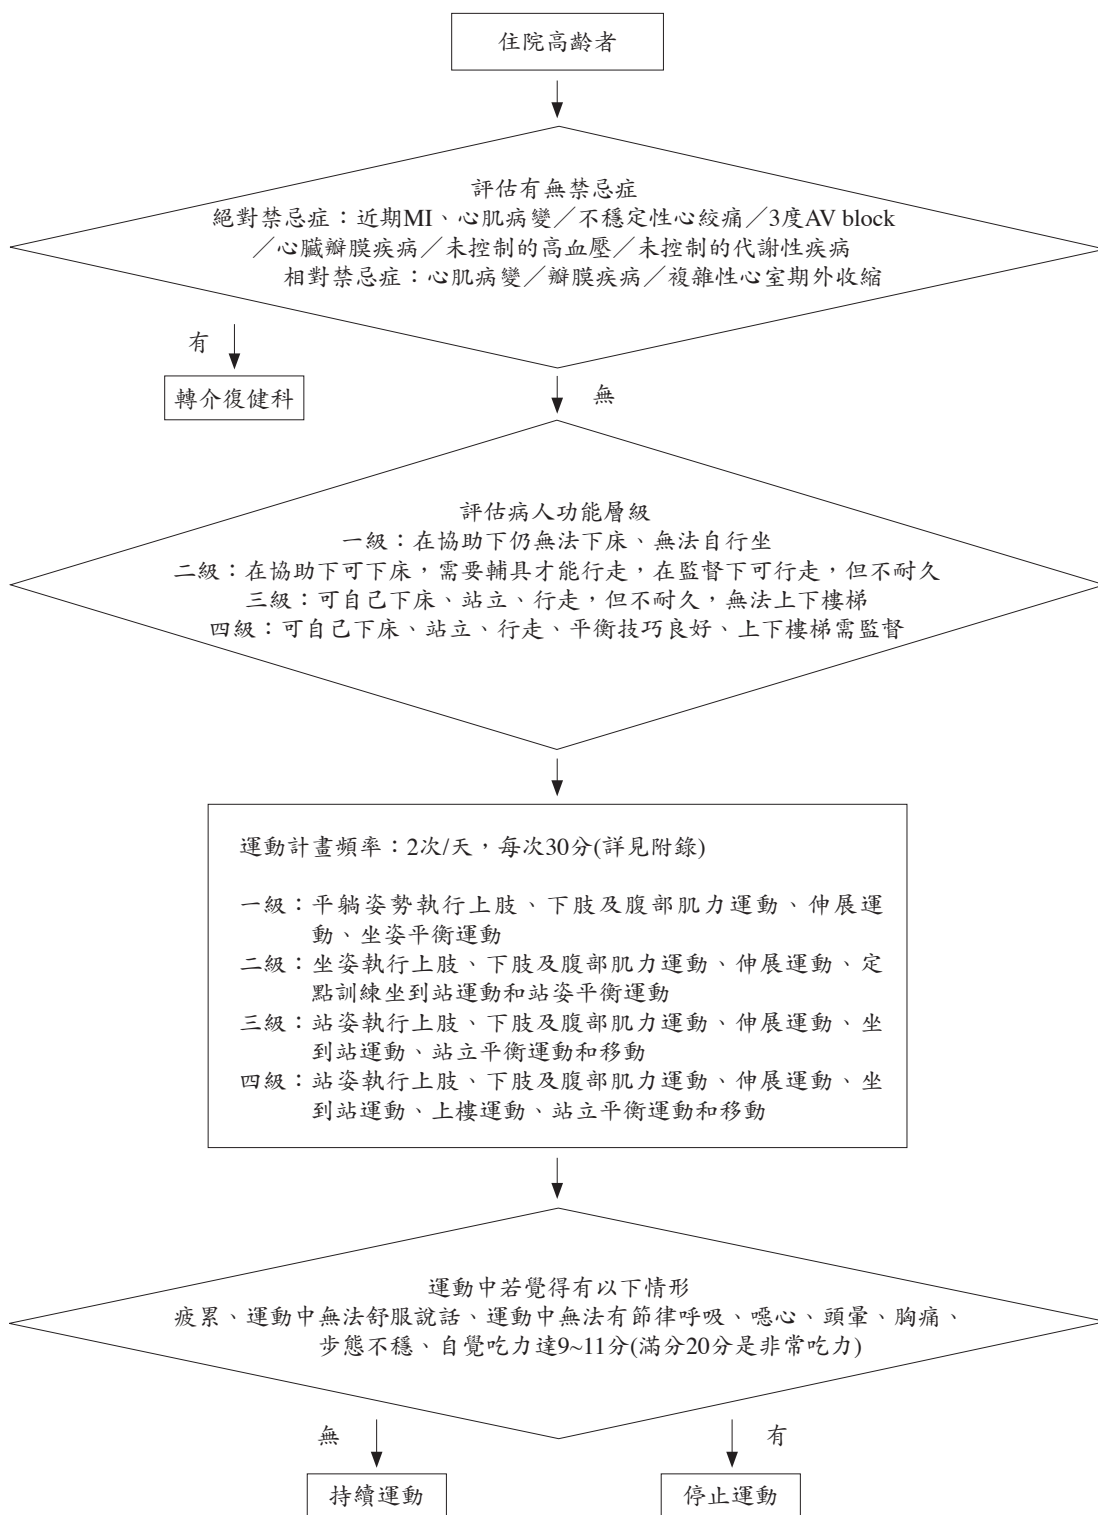 住院高齡者
評估有無禁忌症
絕對禁忌症：近期MI、心肌病變／不穩定性心絞痛／3度AV block
／心臟瓣膜疾病／未控制的高血壓／未控制的代謝性疾病
相對禁忌症：心肌病變／瓣膜疾病／複雜性心室期外收縮
有
轉介復健科
無
評估病人功能層級
一級：在協助下仍無法下床、無法自行坐
二級：在協助下可下床，需要輔具才能行走，在監督下可行走，但不耐久
三級：可自己下床、站立、行走，但不耐久，無法上下樓梯
四級：可自己下床、站立、行走、平衡技巧良好、上下樓梯需監督
運動計畫頻率：2次/天，每次30分(詳見附錄)
一級：平躺姿勢執行上肢、下肢及腹部肌力運動、伸展運
動、坐姿平衡運動
二級：坐姿執行上肢、下肢及腹部肌力運動、伸展運動、定
點訓練坐到站運動和站姿平衡運動
三級：站姿執行上肢、下肢及腹部肌力運動、伸展運動、坐
到站運動、站立平衡運動和移動
四級：站姿執行上肢、下肢及腹部肌力運動、伸展運動、坐
到站運動、上樓運動、站立平衡運動和移動
運動中若覺得有以下情形
疲累、運動中無法舒服說話、運動中無法有節律呼吸、噁心、頭暈、胸痛、
步態不穩、自覺吃力達9~11分(滿分20分是非常吃力)
無
有
持續運動
停止運動